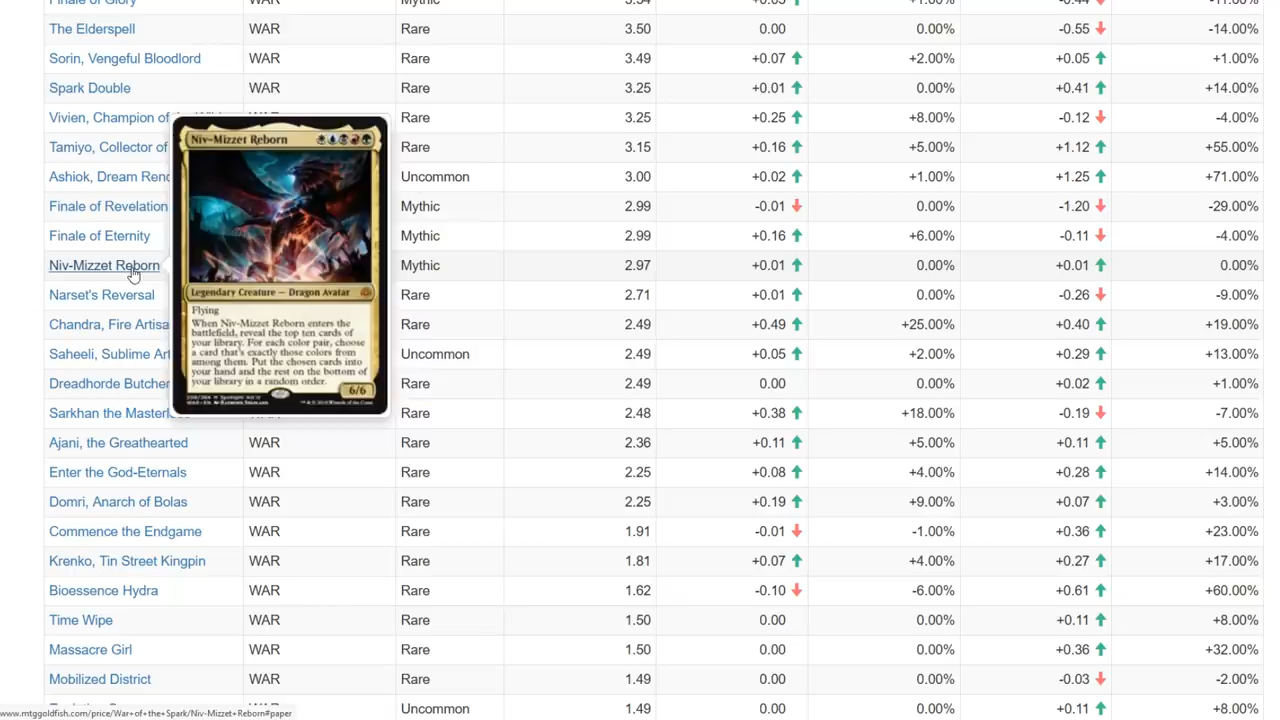 Finale of Glory Mythic 3.54 +0.05 +1.00% -0.44 -11.00%
The Elderspell WAR Rare 3.50 0.00 0.00% -0.55 -14.00%
Sorin, Vengeful Bloodlord WAR Rare 3.49 +0.07 +2.00% +0.05 +1.00%
Spark Double WAR Rare 3.25 +0.01 0.00% +0.41 +14.00%
Vivien, Champion of WAR Rare 3.25 +0.25 +8.00% -0.12 -4.00%
Tamiyo, Collector of Rare 3.15 +0.16 +5.00% +1.12 +55.00%
Ashiok, Dream Rend Uncommon 3.00 +0.02 +1.00% +1.25 +71.00%
Finale of Revelation Mythic 2.99 -0.01 0.00% -1.20 -29.00%
Finale of Eternity Mythic 2.99 +0.16 +6.00% -0.11 -4.00%
Niv-Mizzet Reborn Mythic 2.97 +0.01 0.00% +0.01 0.00%
Narset's Reversal Rare 2.71 +0.01 0.00% -0.26 -9.00%
Chandra, Fire Artisa Rare 2.49 +0.49 +25.00% +0.40 +19.00%
Saheeli, Sublime Art Uncommon 2.49 +0.05 +2.00% +0.29 +13.00%
Dreadhorde Butcher Rare 2.49 0.00 0.00% +0.02 +1.00%
Sarkhan the Masterless Rare 2.48 +0.38 +18.00% -0.19 -7.00%
Ajani, the Greathearted WAR Rare 2.36 +0.11 +5.00% +0.11 +5.00%
Enter the God-Eternals WAR Rare 2.25 +0.08 +4.00% +0.28 +14.00%
Domri, Anarch of Bolas WAR Rare 2.25 +0.19 +9.00% +0.07 +3.00%
Commence the Endgame WAR Rare 1.91 -0.01 -1.00% +0.36 +23.00%
Krenko, Tin Street Kingpin WAR Rare 1.81 +0.07 +4.00% +0.27 +17.00%
Bioessence Hydra WAR Rare 1.62 -0.10 -6.00% +0.61 +60.00%
Time Wipe WAR Rare 1.50 0.00 0.00% +0.11 +8.00%
Massacre Girl WAR Rare 1.50 0.00 0.00% +0.36 +32.00%
Mobilized District WAR Rare 1.49 0.00 0.00% -0.03 -2.00%
Uncommon 1.49 0.00 0.00% +0.11 +8.00%
Niv-Mizzet Reborn
Legendary Creature — Dragon Avatar
Flying
When Niv-Mizzet Reborn enters the
battlefield, reveal the top ten cards of
your library. For each color pair, choose
a card that's exactly those colors from
among them. Put the chosen cards into
your hand and the rest on the bottom of
your library in a random order.
6/6
www.mtggoldfish.com/price/War+of+the+Spark/Niv-Mizzet+Reborn#paper